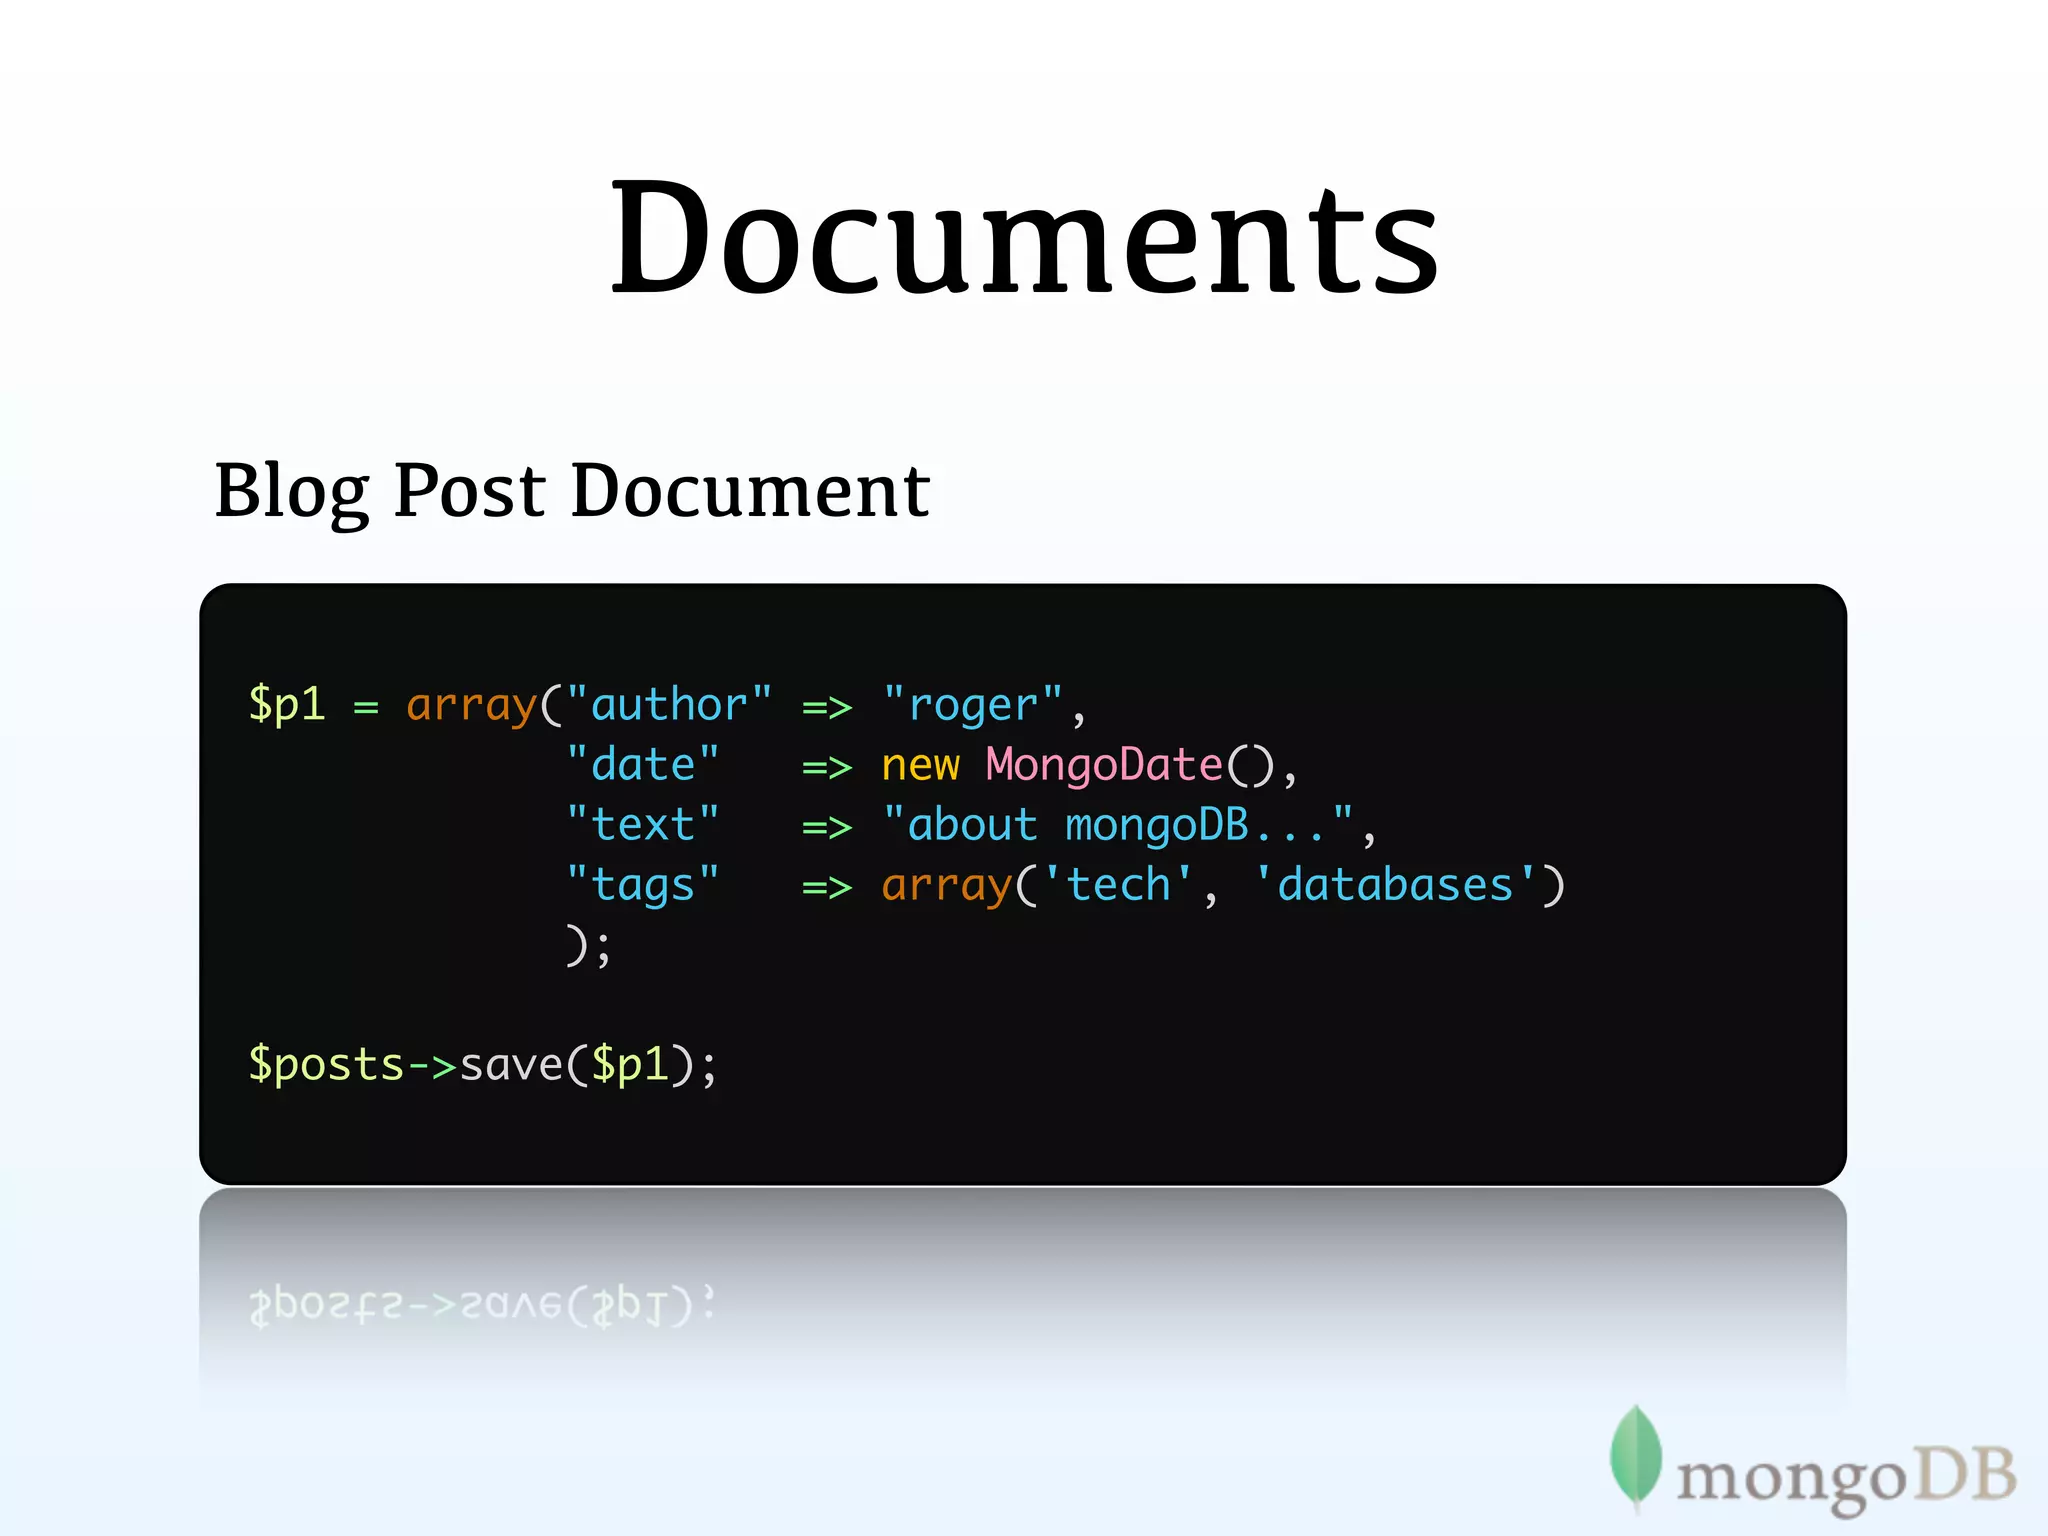 Documents
Blog Post Document
$p1 = array("author" => "roger",
            "date"   => new MongoDate(),
            "text"   => "about mongoDB...",
            "tags"   => array('tech', 'databases')
            );
$posts->save($p1);
mongoDB